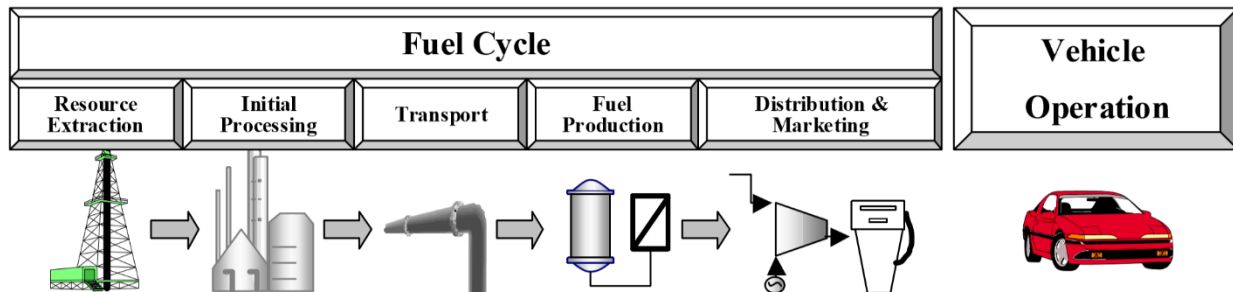 Fuel Cycle
Vehicle
Operation
Resource
Extraction
Initial
Processing
Transport
Fuel
Production
Distribution &
Marketing